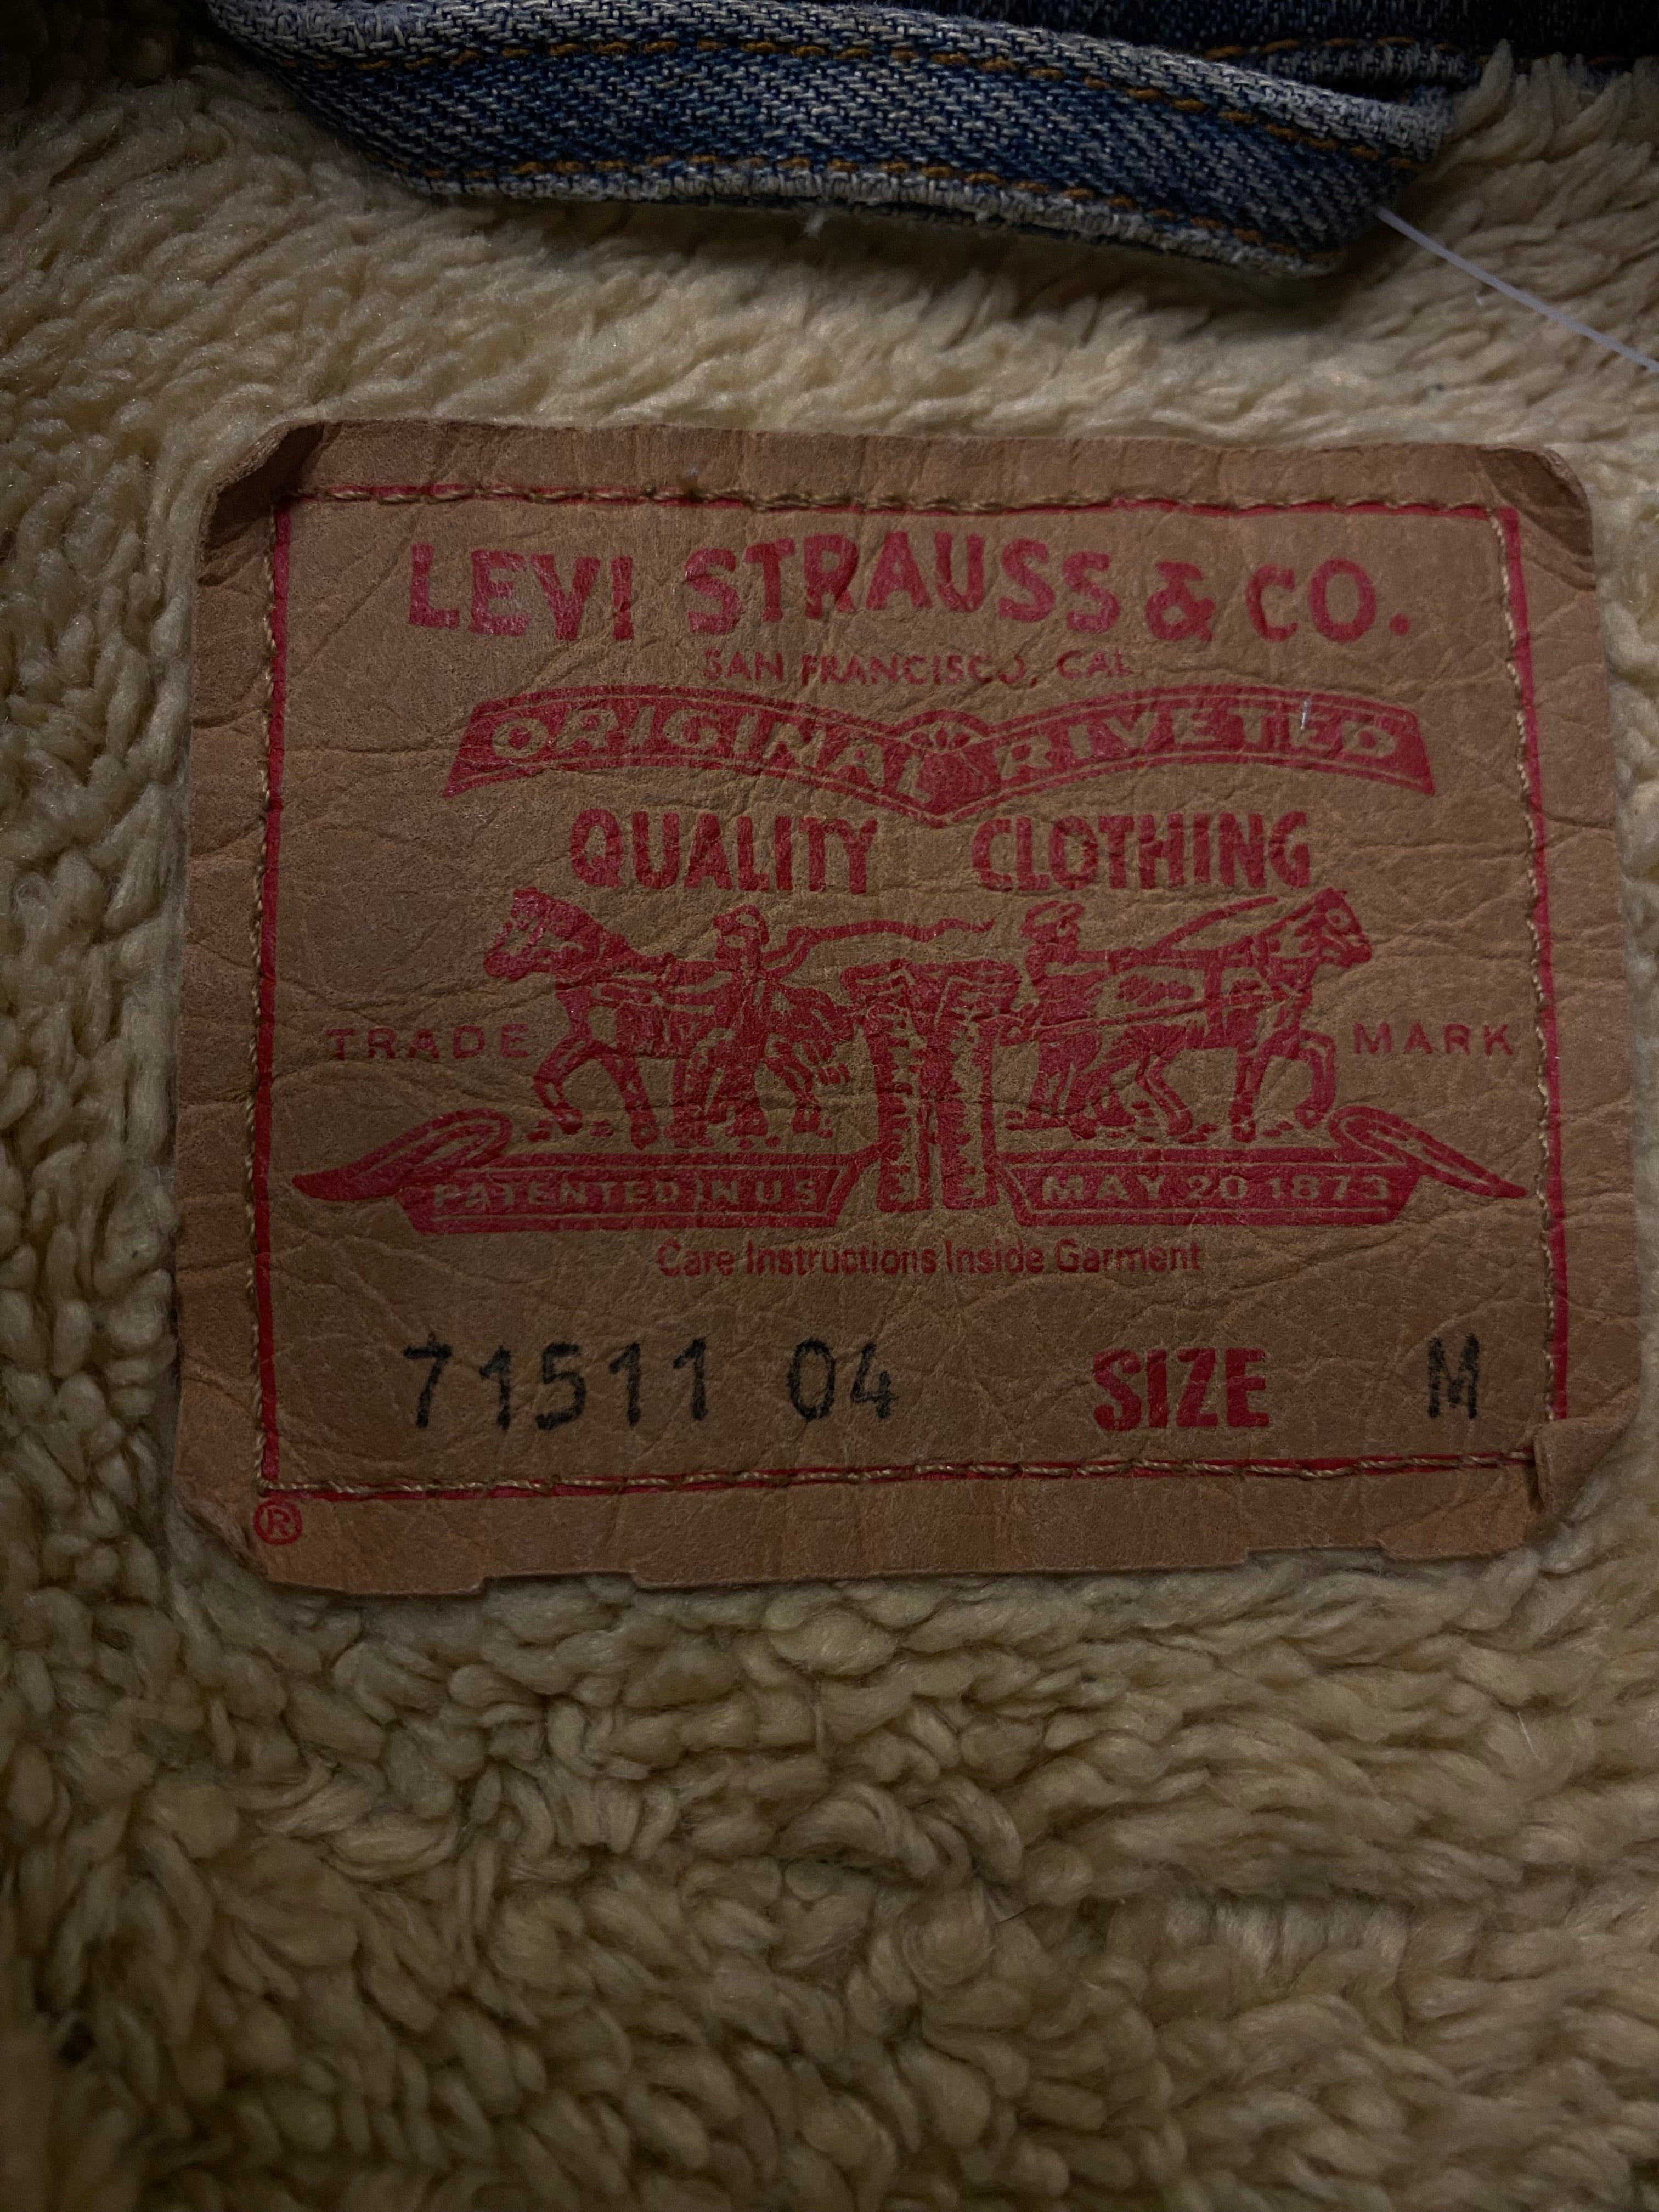 LEVI STRAUSS & CO.
SAN FRANCISCO, CAL.
ORIGINAL RIVETED
QUALITY CLOTHING
TRADE MARK
PATENTED IN US MAY 20 1873
Care Instructions Inside Garment
71511 04 SIZE M
®